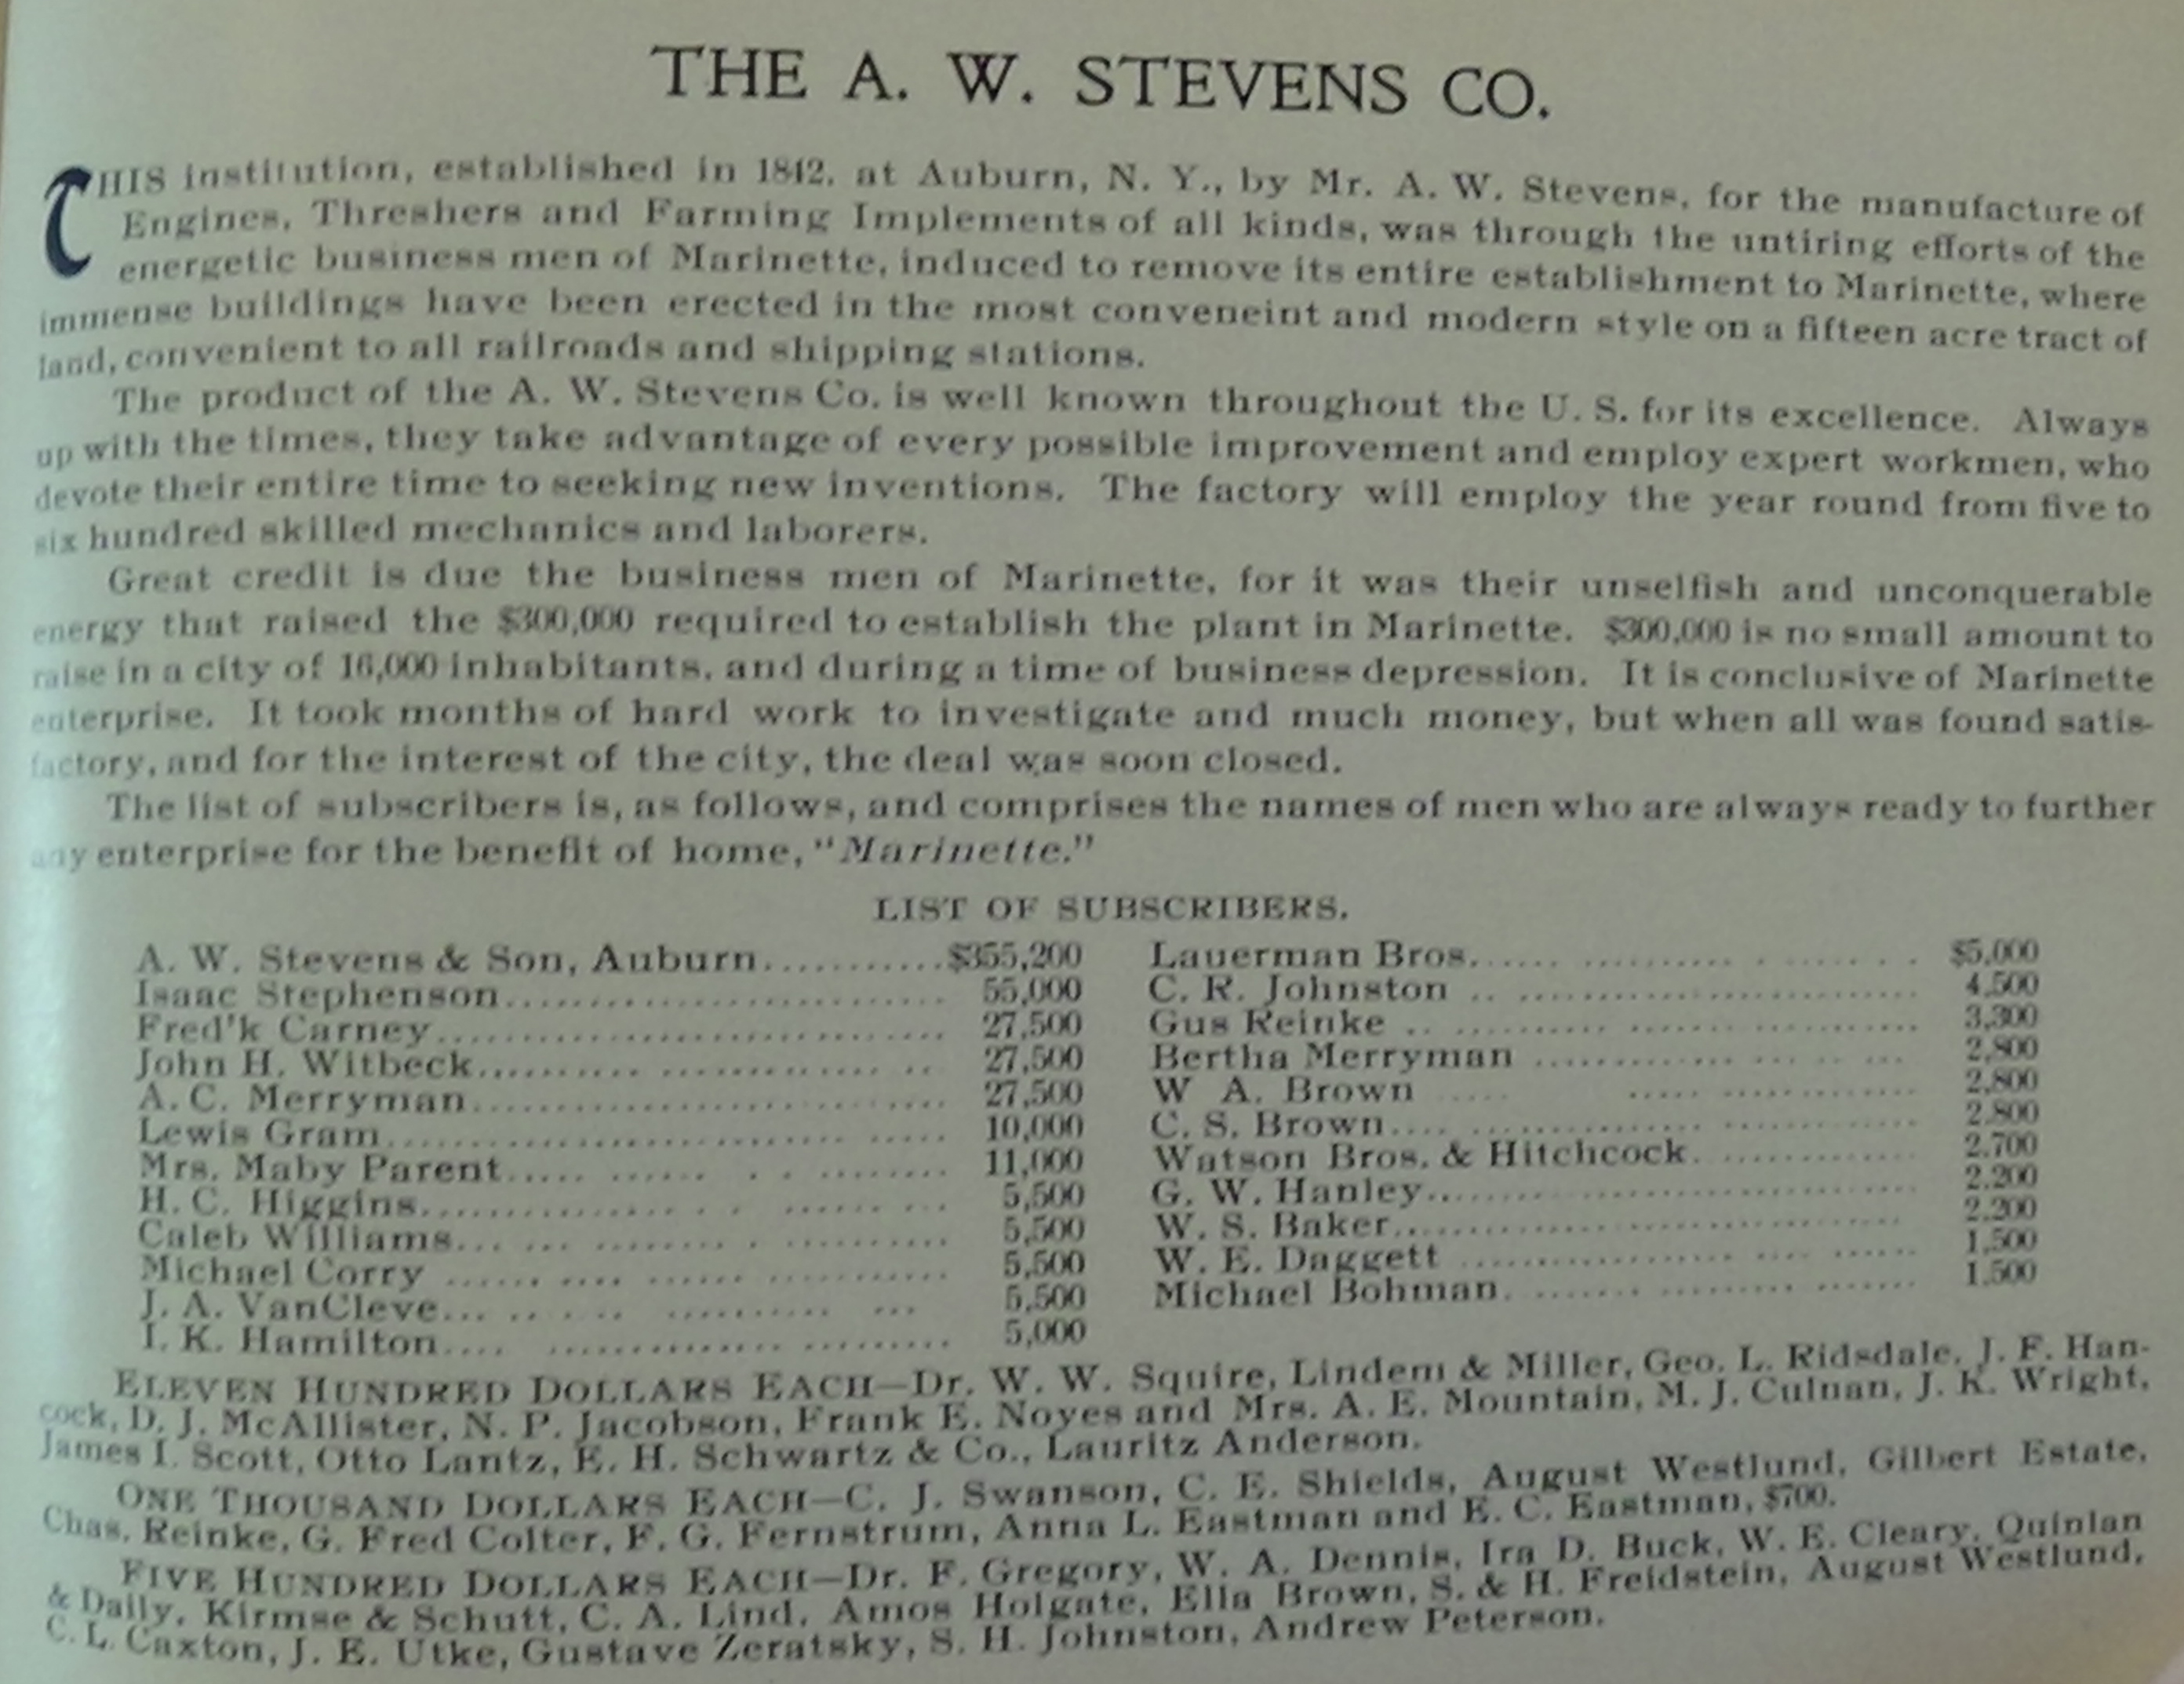 THE A. W. STEVENS CO.
THIS institution, established in 1842, at Auburn, N. Y., by Mr. A. W. Stevens, for the manufacture of
Engines, Threshers and Farming Implements of all kinds, was through the untiring efforts of the
energetic business men of Marinette, induced to remove its entire establishment to Marinette, where
immense buildings have been erected in the most conveneint and modern style on a fifteen acre tract of
land, convenient to all railroads and shipping stations.
The product of the A. W. Stevens Co. is well known throughout the U. S. for its excellence. Always
up with the times, they take advantage of every possible improvement and employ expert workmen, who
devote their entire time to seeking new inventions. The factory will employ the year round from five to
six hundred skilled mechanics and laborers.
Great credit is due the business men of Marinette, for it was their unselfish and unconquerable
energy that raised the $300,000 required to establish the plant in Marinette. $300,000 is no small amount to
raise in a city of 16,000 inhabitants, and during a time of business depression. It is conclusive of Marinette
enterprise. It took months of hard work to investigate and much money, but when all was found satis-
factory, and for the interest of the city, the deal was soon closed.
The list of subscribers is, as follows, and comprises the names of men who are always ready to further
any enterprise for the benefit of home, "Marinette."
LIST OF SUBSCRIBERS.
A. W. Stevens & Son, Auburn............$355,200
Isaac Stephenson............................ 55,000
Fred'k Carney................................ 27,500
John H. Witbeck.......... ............. .. 27,500
A. C. Merryman.............................. 27,500
Lewis Gram.................................. 10,000
Mrs. Maby Parent..... ...... . . ........ 11,000
H. C. Higgins................ . . ...... ... 5,500
Caleb Williams... ... ........ . .......... 5,500
Michael Corry ...... .... ...... ........... 5,500
J. A. VanCleve... .. . .. .......... ... 5,500
I. K. Hamilton.... .............. ......... 5,000
Lauerman Bros...... ........... . ..... . . $5,000
C. R. Johnston .. ........................... 4,500
Gus Reinke .. ........... .................. 3,300
Bertha Merryman ............. ... .. .. ... 2,800
W A. Brown ..... ..... ............ 2,800
C. S. Brown.... ................ ............ 2,800
Watson Bros. & Hitchcock. .............. 2,700
G. W. Hanley................................ 2,200
W. S. Baker................................. 2,200
W. E. Daggett ................ .... ...... 1,500
Michael Bohman. ....... ......... ....... 1,500
ELEVEN HUNDRED DOLLARS EACH—Dr. W. W. Squire, Lindem & Miller, Geo. L. Ridsdale, J. F. Han-
cock, D. J. McAllister, N. P. Jacobson, Frank E. Noyes and Mrs. A. E. Mountain, M. J. Culnan, J. K. Wright,
James I. Scott, Otto Lantz, E. H. Schwartz & Co., Lauritz Anderson.
ONE THOUSAND DOLLARS EACH—C. J. Swanson, C. E. Shields, August Westlund, Gilbert Estate,
Chas. Reinke, G. Fred Colter, F. G. Fernstrum, Anna L. Eastman and E. C. Eastman, $700.
FIVE HUNDRED DOLLARS EACH—Dr. F. Gregory, W. A. Dennis, Ira D. Buck, W. E. Cleary, Quinlan
& Daily, Kirmse & Schutt, C. A. Lind, Amos Holgate, Ella Brown, S. & H. Freidstein, August Westlund,
C. L. Caxton, J. E. Utke, Gustave Zeratsky, S. H. Johnston, Andrew Peterson.